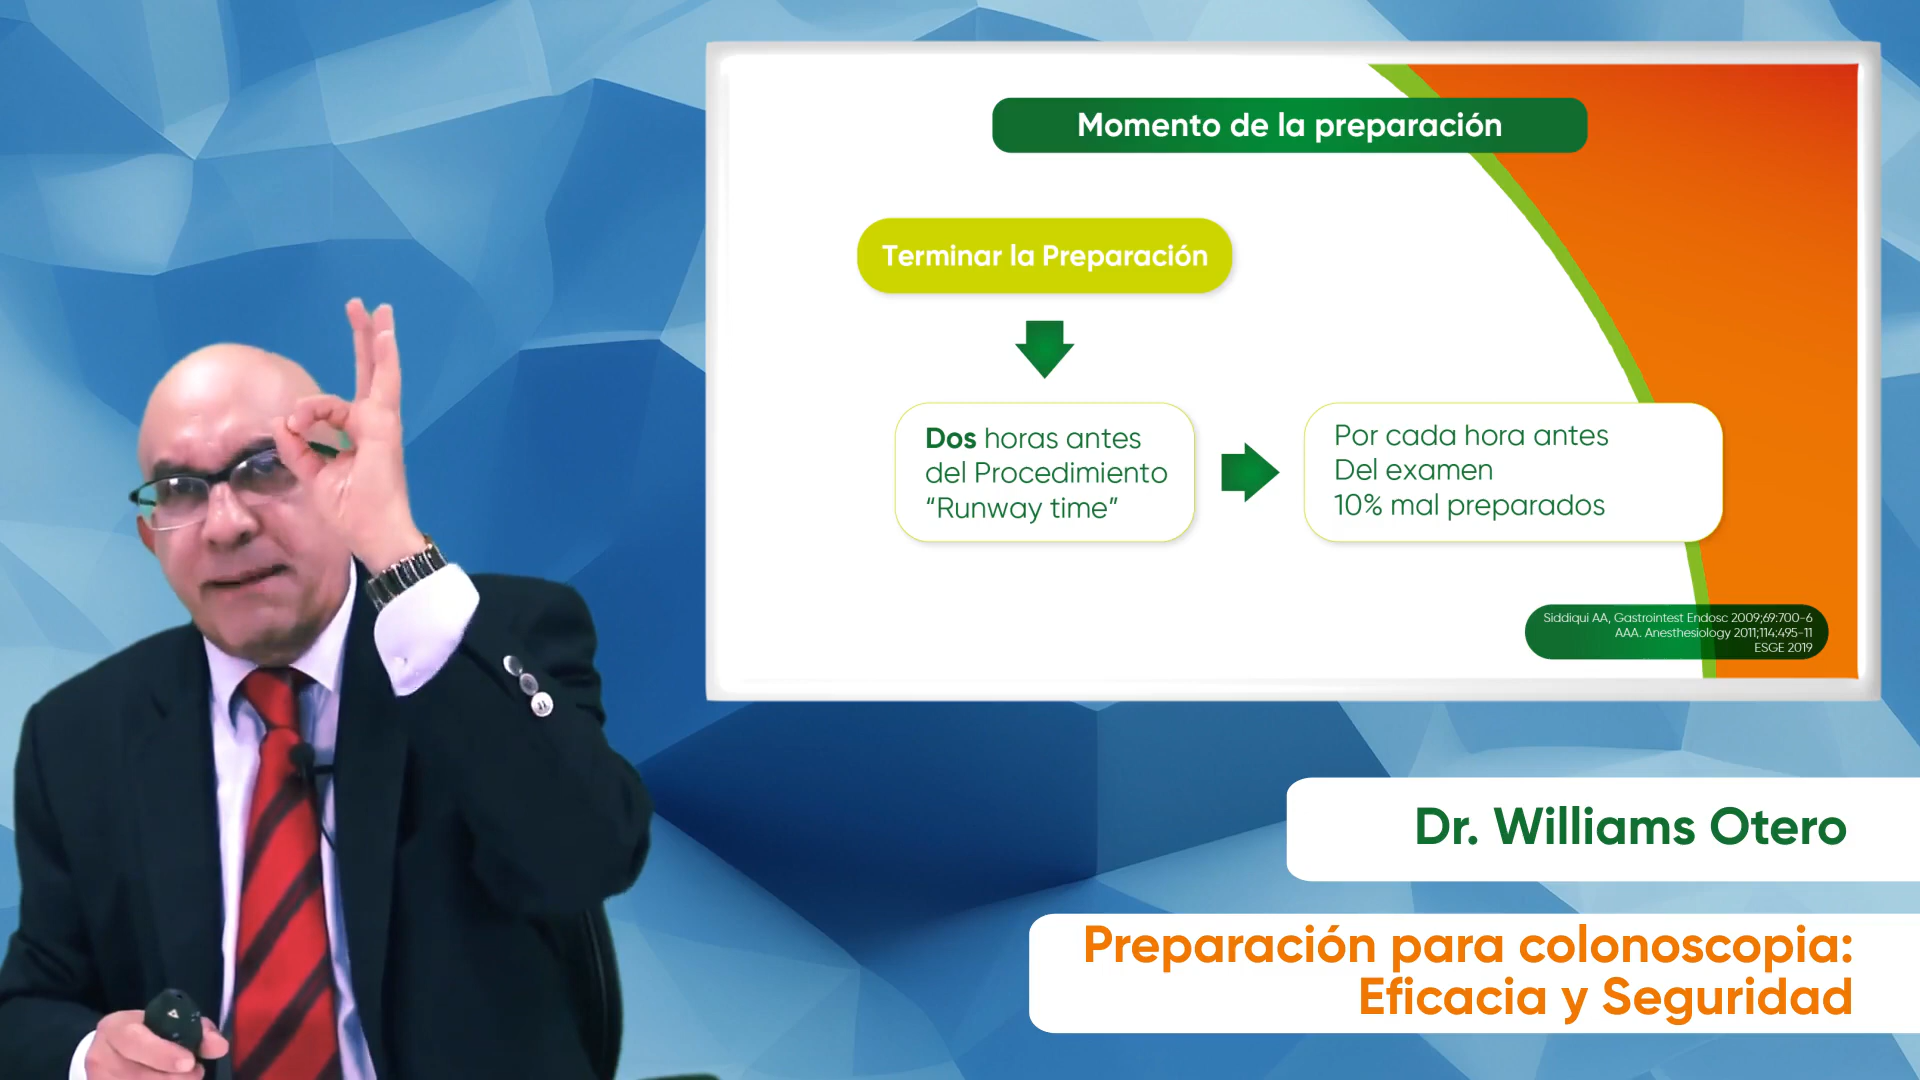 Momento de la preparación
Terminar la Preparación
Dos horas antes
del Procedimiento
“Runway time”
Por cada hora antes
Del examen
10% mal preparados
Siddiqui AA, Gastrointest Endosc 2009;69:700-6
AAA. Anesthesiology 2011;114:495-11
ESGE 2019
Dr. Williams Otero
Preparación para colonoscopia:
Eficacia y Seguridad